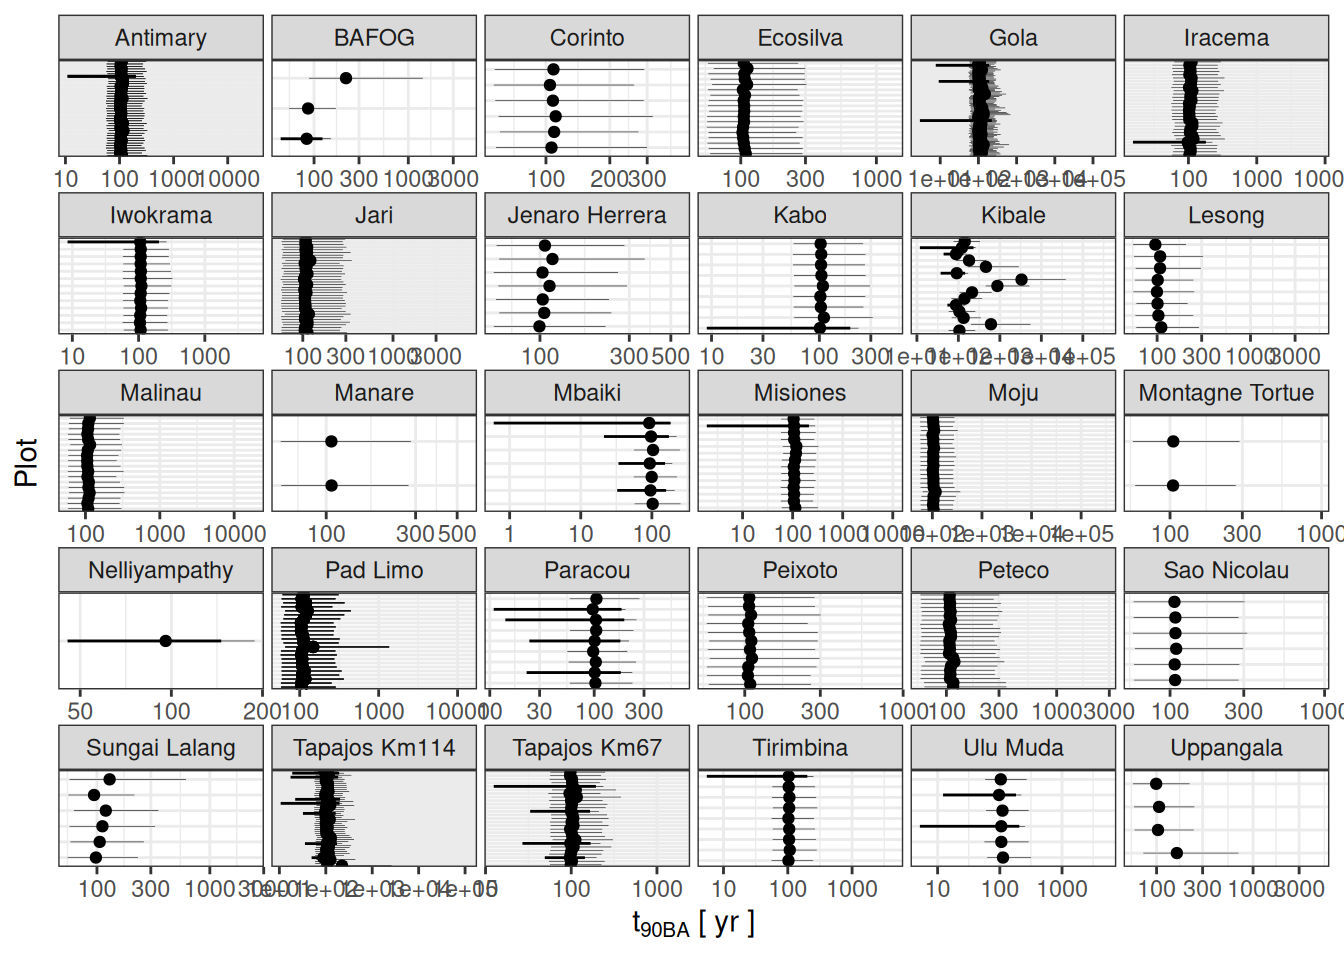 Antimary BAFOG Corinto Ecosilva Gola Iracema
10 100 1000 10000 100 300 1000 3000 100 200 300 100 300 1000 1e+01 1e+02 1e+03 1e+04 1e+05 100 1000 1000
Iwokrama Jari Jenaro Herrera Kabo Kibale Lesong
10 100 1000 100 300 1000 3000 100 300 500 10 30 100 300 1e+01 1e+02 1e+03 1e+04 1e+05 100 300 1000 3000
Malinau Manare Mbaiki Misiones Moju Montagne Tortue
100 1000 10000 100 300 500 1 10 100 10 100 1000 10000 1e+02 1e+03 1e+04 1e+05 100 300 1000
Plot
Nelliyampathy Pad Limo Paracou Peixoto Peteco Sao Nicolau
50 100 200 100 1000 10000 10 30 100 300 100 300 1000 100 300 1000 3000 100 300 1000
Sungai Lalang Tapajos Km114 Tapajos Km67 Tirimbina Ulu Muda Uppangala
100 300 1000 3000 1e+01 1e+02 1e+03 1e+04 1e+05 100 1000 10 100 1000 10 100 1000 100 300 1000 3000
t90BA [ yr ]